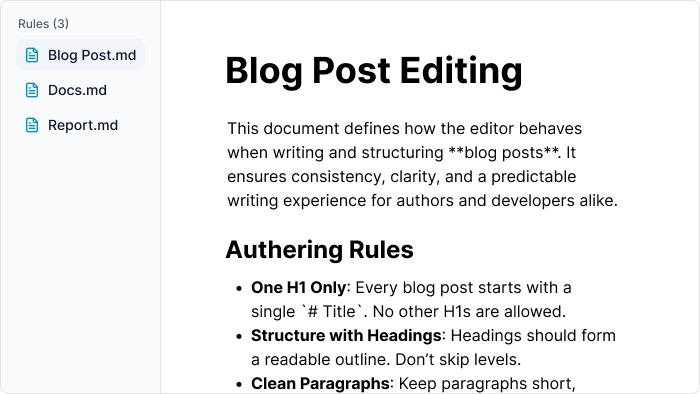 Rules (3)
Blog Post.md
Docs.md
Report.md
Blog Post Editing
This document defines how the editor behaves
when writing and structuring **blog posts**. It
ensures consistency, clarity, and a predictable
writing experience for authors and developers alike.
Authering Rules
• One H1 Only: Every blog post starts with a
single `# Title`. No other H1s are allowed.
• Structure with Headings: Headings should form
a readable outline. Don’t skip levels.
• Clean Paragraphs: Keep paragraphs short,